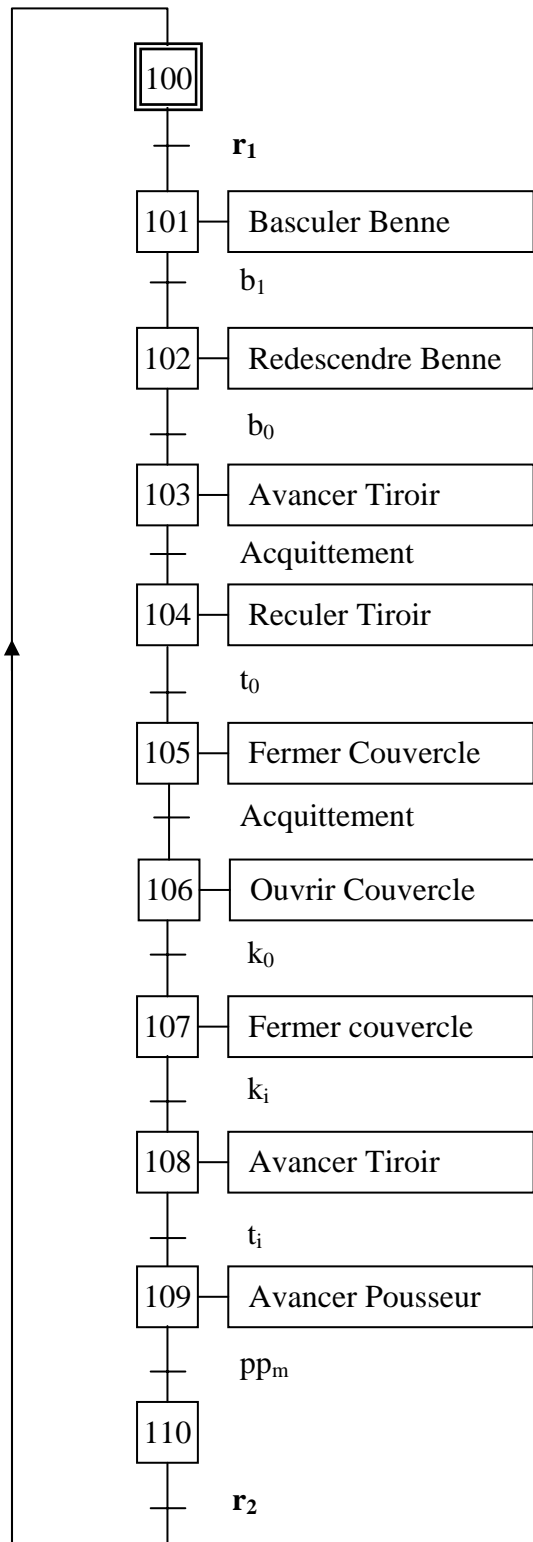 100
r₁
101 Basculer Benne
b₁
102 Redescendre Benne
b₀
103 Avancer Tiroir
Acquittement
104 Reculer Tiroir
t₀
105 Fermer Couvercle
Acquittement
106 Ouvrir Couvercle
k₀
107 Fermer couvercle
kᵢ
108 Avancer Tiroir
tᵢ
109 Avancer Pousseur
ppₘ
110
r₂